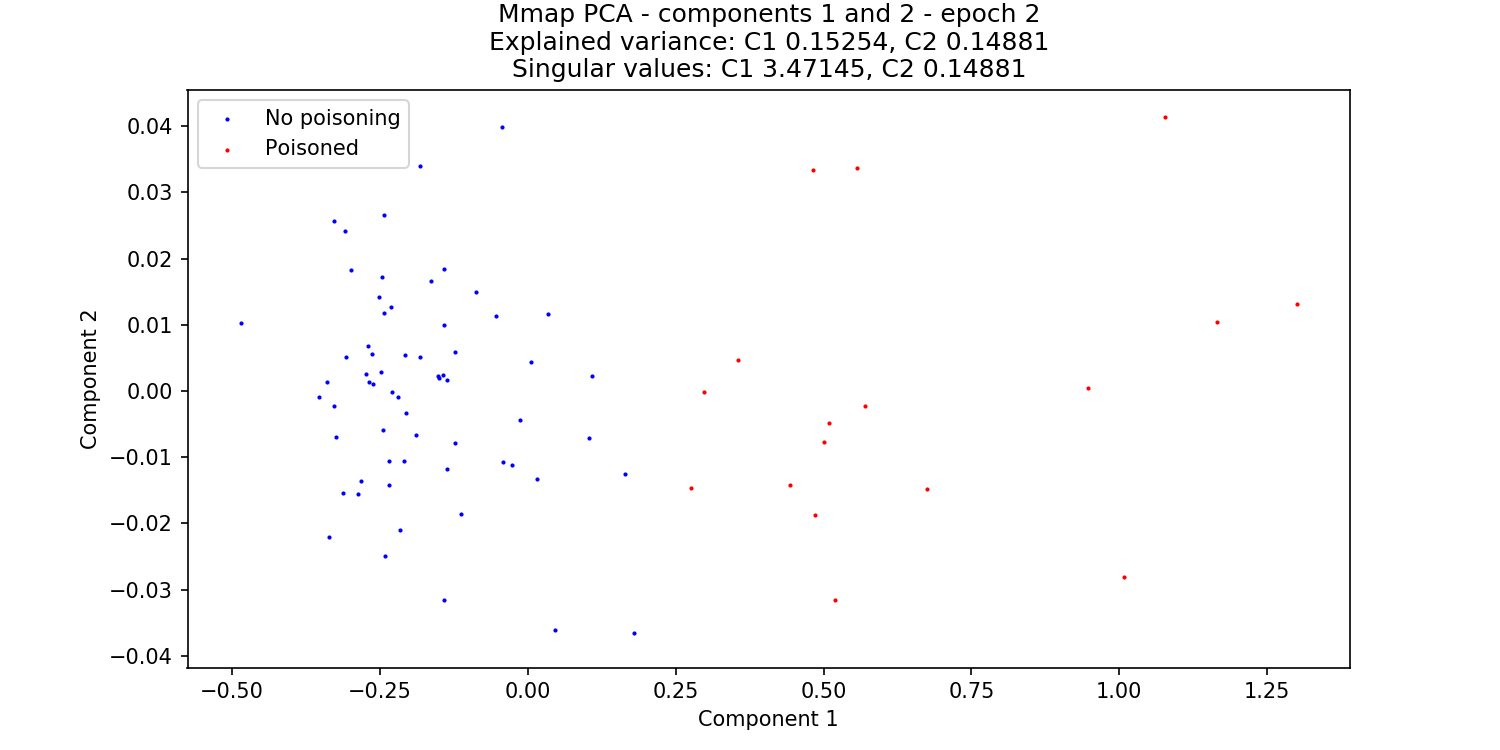 Mmap PCA - components 1 and 2 - epoch 2
Explained variance: C1 0.15254, C2 0.14881
Singular values: C1 3.47145, C2 0.14881
No poisoning
Poisoned
0.04
0.03
0.02
0.01
0.00
−0.01
−0.02
−0.03
−0.04
Component 2
−0.50
−0.25
0.00
0.25
0.50
0.75
1.00
1.25
Component 1